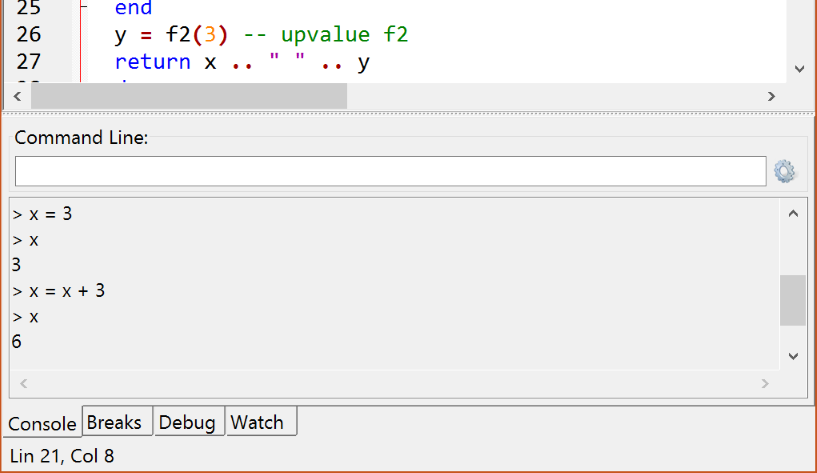 25 end
26 y = f2(3) -- upvalue f2
27 return x .. " " .. y
Command Line:
> x = 3
> x
3
> x = x + 3
> x
6
Console Breaks Debug Watch
Lin 21, Col 8